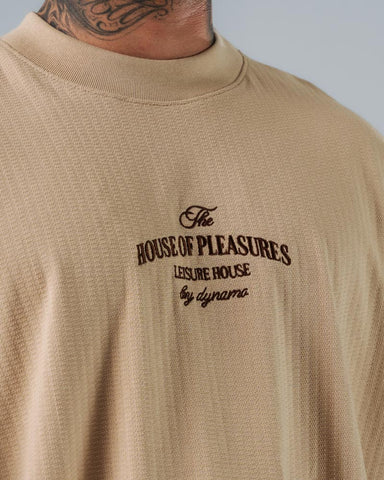 The
HOUSE OF PLEASURES
LEISURE HOUSE
by dynamo